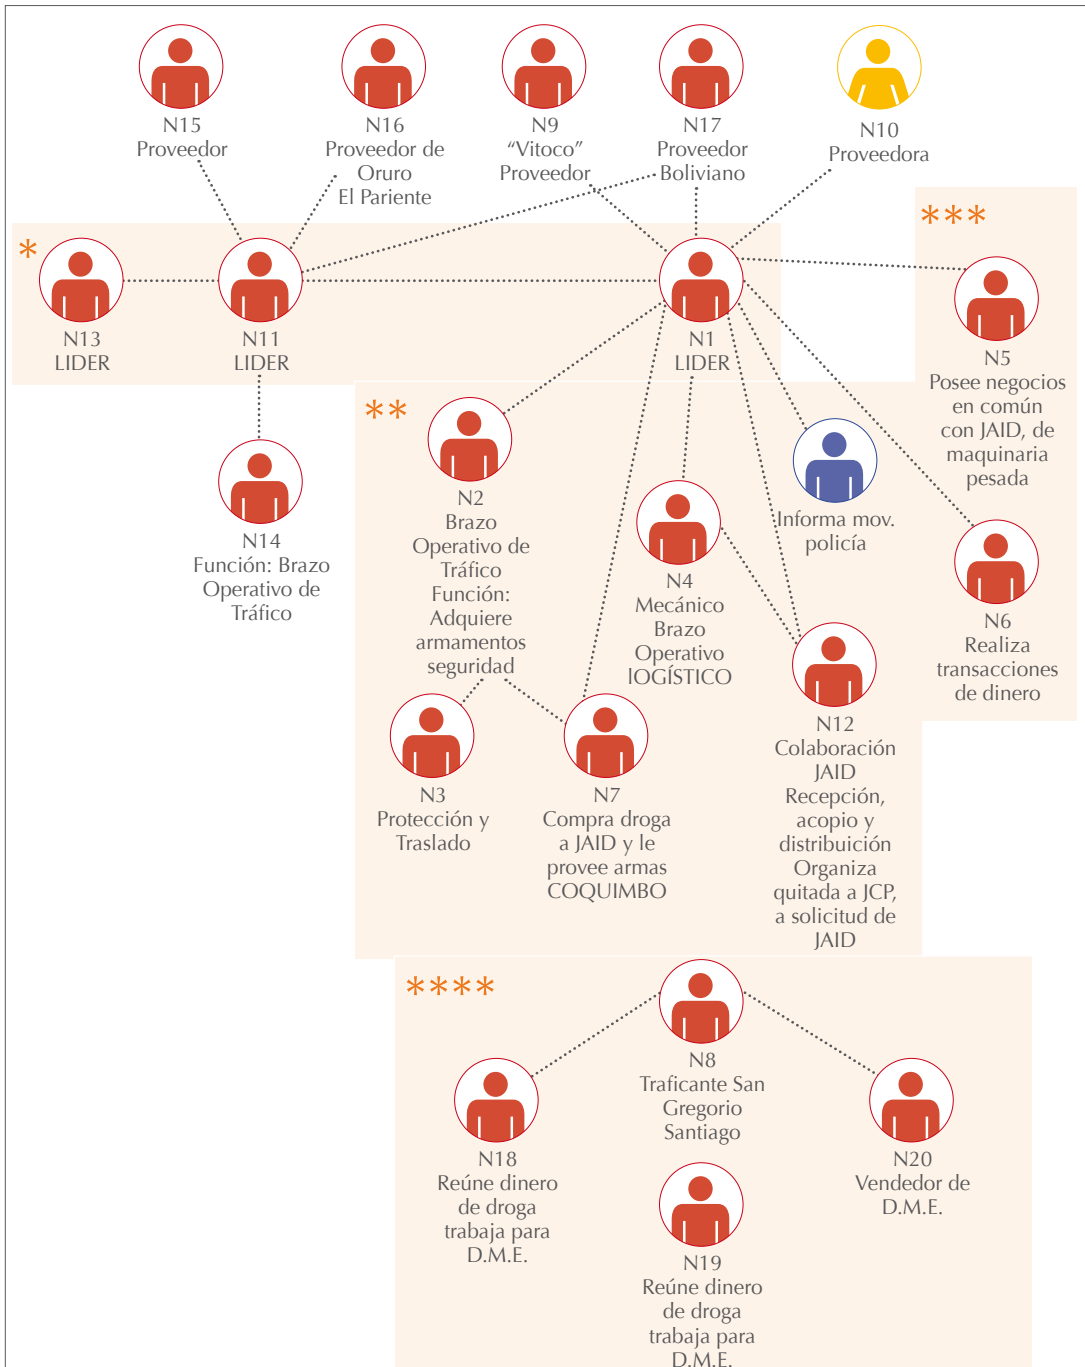 N15
Proveedor
N16
Proveedor de
Oruro
El Pariente
N9
“Vitoco”
Proveedor
N17
Proveedor
Boliviano
N10
Proveedora
*
N13
LIDER
N11
LIDER
N1
LIDER
***
N5
Posee negocios
en común
con JAID, de
maquinaria
pesada
**
N2
Brazo
Operativo de
Tráfico
Función:
Adquiere
armamentos
seguridad
N14
Función: Brazo
Operativo de
Tráfico
N4
Mecánico
Brazo
Operativo
lOGÍSTICO
Informa mov.
policía
N6
Realiza
transacciones
de dinero
N3
Protección y
Traslado
N7
Compra droga
a JAID y le
provee armas
COQUIMBO
N12
Colaboración
JAID
Recepción,
acopio y
distribuición
Organiza
quitada a JCP,
a solicitud de
JAID
****
N8
Traficante San
Gregorio
Santiago
N18
Reúne dinero
de droga
trabaja para
D.M.E.
N19
Reúne dinero
de droga
trabaja para
D.M.E.
N20
Vendedor de
D.M.E.